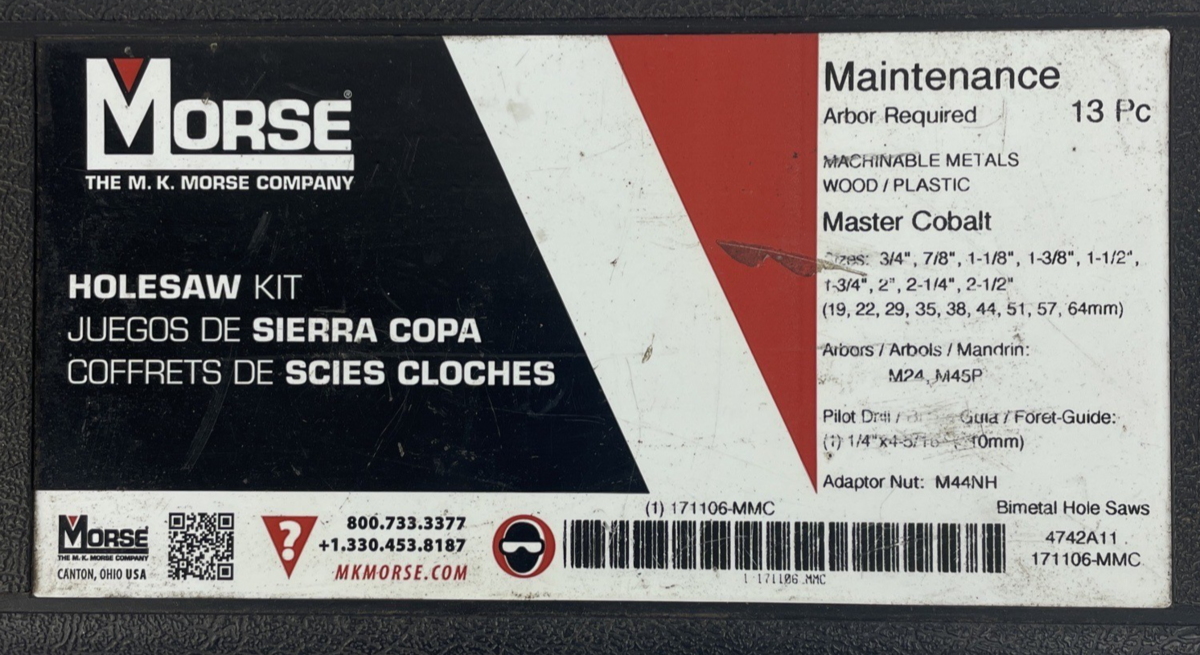 MORSE®
THE M. K. MORSE COMPANY
HOLESAW KIT
JUEGOS DE SIERRA COPA
COFFRETS DE SCIES CLOCHES
Maintenance
Arbor Required 13 Pc
MACHINABLE METALS
WOOD / PLASTIC
Master Cobalt
3/4", 7/8", 1-1/8", 1-3/8", 1-1/2",
1-3/4", 2", 2-1/4", 2-1/2"
(19, 22, 29, 35, 38, 44, 51, 57, 64mm)
Arbors / Arbols / Mandrin:
M24, M45P
Pilot Drill / Guia / Foret-Guide:
(1) 1/4"x
Adaptor Nut: M44NH
MORSE
THE M. K. MORSE COMPANY
CANTON, OHIO USA
?
800.733.3377
+1.330.453.8187
MKMORSE.COM
(1) 171106-MMC
1 171106 MMC
Bimetal Hole Saws
4742A11
171106-MMC